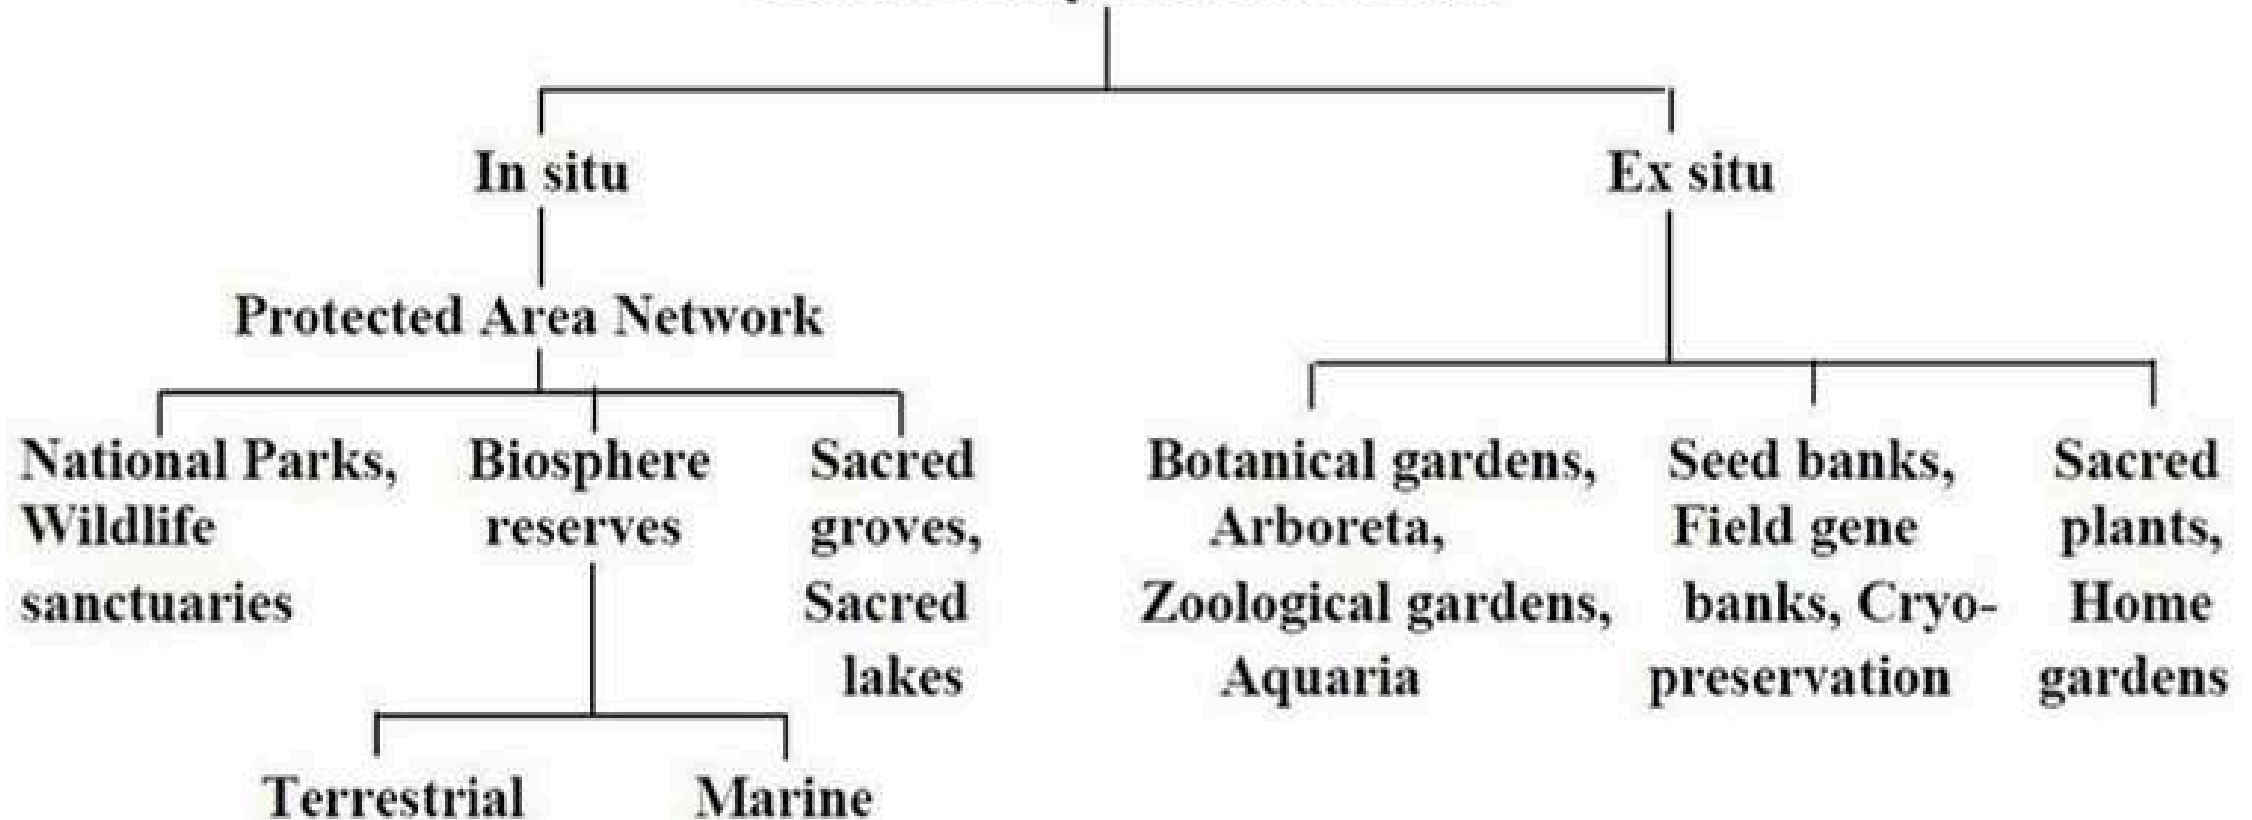 In situ
Ex situ
Protected Area Network
National Parks,
Wildlife
sanctuaries
Biosphere
reserves
Sacred
groves,
Sacred
lakes
Botanical gardens,
Arboreta,
Zoological gardens,
Aquaria
Seed banks,
Field gene
banks, Cryo-
preservation
Sacred
plants,
Home
gardens
Terrestrial
Marine